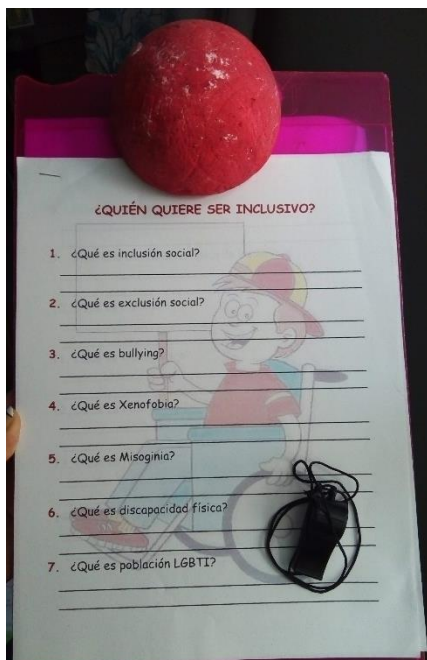 ¿QUIÉN QUIERE SER INCLUSIVO?
1. ¿Qué es inclusión social?
2. ¿Qué es exclusión social?
3. ¿Qué es bullying?
4. ¿Qué es Xenofobia?
5. ¿Qué es Misoginia?
6. ¿Qué es discapacidad física?
7. ¿Qué es población LGBTI?